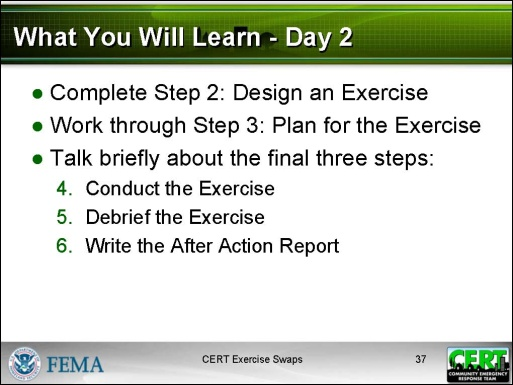 What You Will Learn - Day 2
● Complete Step 2: Design an Exercise
● Work through Step 3: Plan for the Exercise
● Talk briefly about the final three steps:
4. Conduct the Exercise
5. Debrief the Exercise
6. Write the After Action Report
FEMA
CERT Exercise Swaps
37
CERT
COMMUNITY EMERGENCY
RESPONSE TEAM